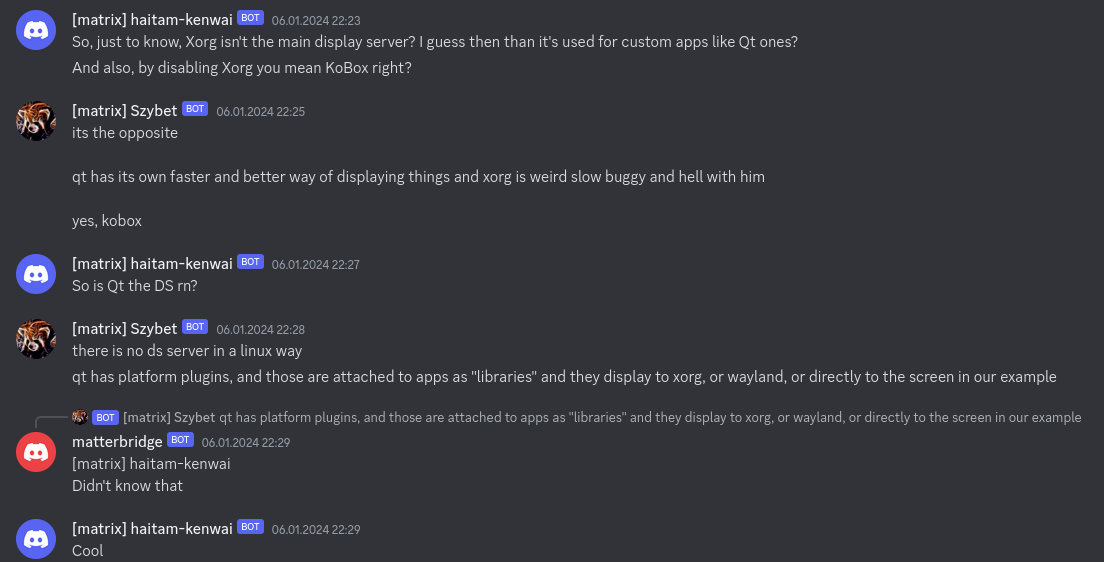 [matrix] haitam-kenwai BOT 06.01.2024 22:23
So, just to know, Xorg isn't the main display server? I guess then than it's used for custom apps like Qt ones?
And also, by disabling Xorg you mean KoBox right?
[matrix] Szybet BOT 06.01.2024 22:25
its the opposite
qt has its own faster and better way of displaying things and xorg is weird slow buggy and hell with him
yes, kobox
[matrix] haitam-kenwai BOT 06.01.2024 22:27
So is Qt the DS rn?
[matrix] Szybet BOT 06.01.2024 22:28
there is no ds server in a linux way
qt has platform plugins, and those are attached to apps as "libraries" and they display to xorg, or wayland, or directly to the screen in our example
BOT [matrix] Szybet qt has platform plugins, and those are attached to apps as "libraries" and they display to xorg, or wayland, or directly to the screen in our example
matterbridge BOT 06.01.2024 22:29
[matrix] haitam-kenwai
Didn't know that
[matrix] haitam-kenwai BOT 06.01.2024 22:29
Cool